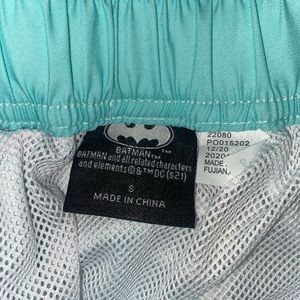 BATMAN™
BATMAN and all related characters
and elements © & ™ DC (s21)
S
MADE IN CHINA
22080
PO015202
12/20
2020
MADE
FUJIAN,